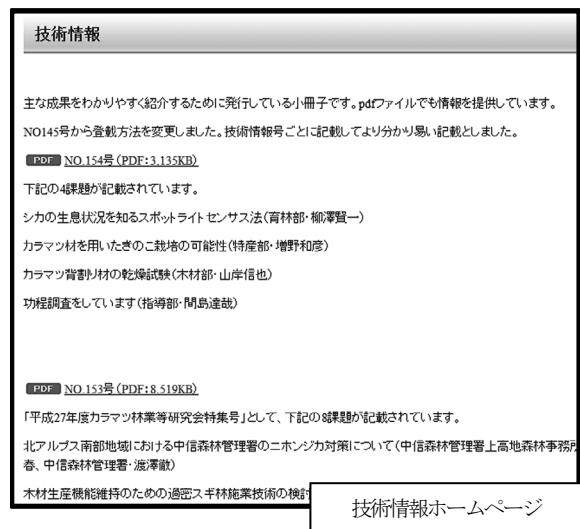 技術情報
主な成果をわかりやすく紹介するために発行している小冊子です。pdfファイルでも情報を提供しています。
NO145号から登載方法を変更しました。技術情報号ごとに記載してより分かり易い記載としました。
PDF NO.154号(PDF:3,135KB)
下記の4課題が記載されています。
シカの生息状況を知るスポットライトセンサス法(育林部・柳澤賢一)
カラマツ材を用いたきのこ栽培の可能性(特産部・増野和彦)
カラマツ背割り材の乾燥試験(木材部・山岸信也)
功程調査をしています(指導部・間島達哉)
PDF NO.153号(PDF:8,519KB)
「平成27年度カラマツ林業等研究会特集号」として、下記の8課題が記載されています。
北アルプス南部地域における中信森林管理署のニホンジカ対策について(中信森林管理署上高地森林事務所
春、中信森林管理署・渡澤徹)
木材生産機能維持のための過密スギ林施業技術の検討
技術情報ホームページ